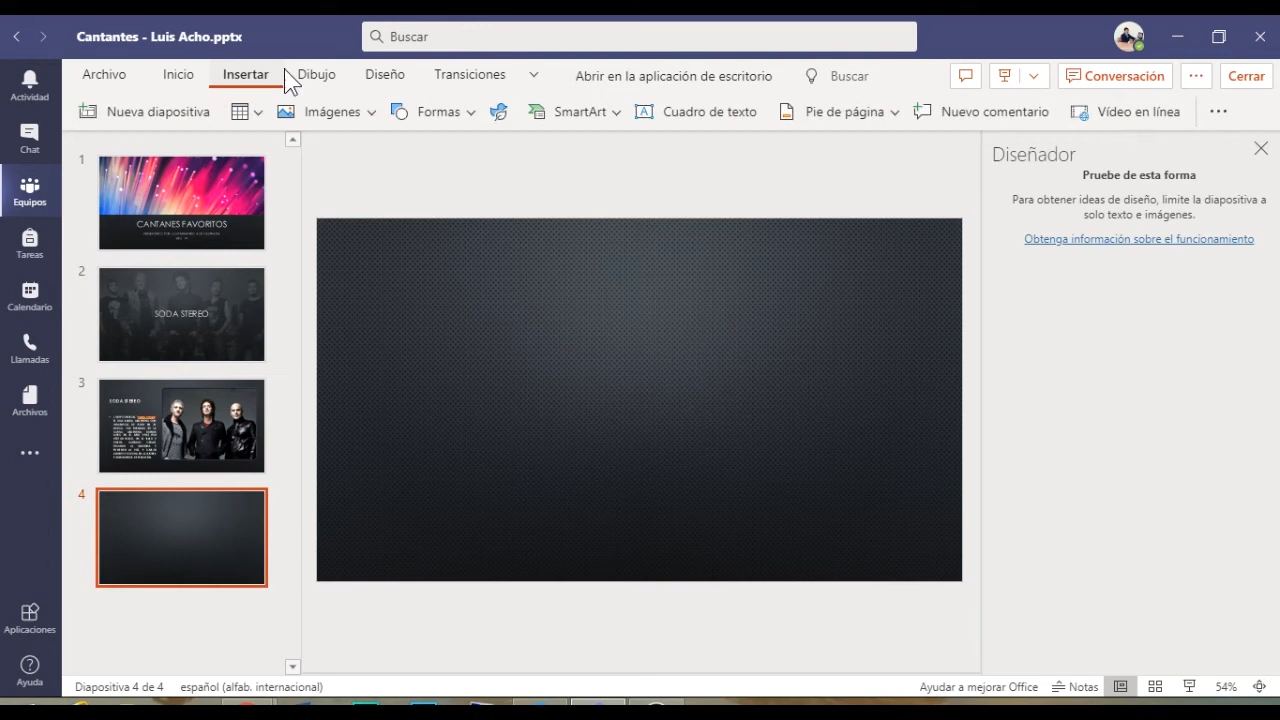 Cantantes - Luis Acho.pptx
Buscar
Archivo Inicio Insertar Dibujo Diseño Transiciones Abrir en la aplicación de escritorio Buscar Conversación Cerrar
Nueva diapositiva Imágenes Formas SmartArt Cuadro de texto Pie de página Nuevo comentario Vídeo en línea
Actividad
Chat
Equipos
Tareas
Calendario
Llamadas
Archivos
Aplicaciones
Ayuda
1
CANTANES FAVORITOS
2
SODA STEREO
3
SODA STEREO
4
Diseñador
Pruebe de esta forma
Para obtener ideas de diseño, limite la diapositiva a
solo texto e imágenes.
Obtenga información sobre el funcionamiento
Diapositiva 4 de 4 español (alfab. internacional) Ayudar a mejorar Office Notas 54%